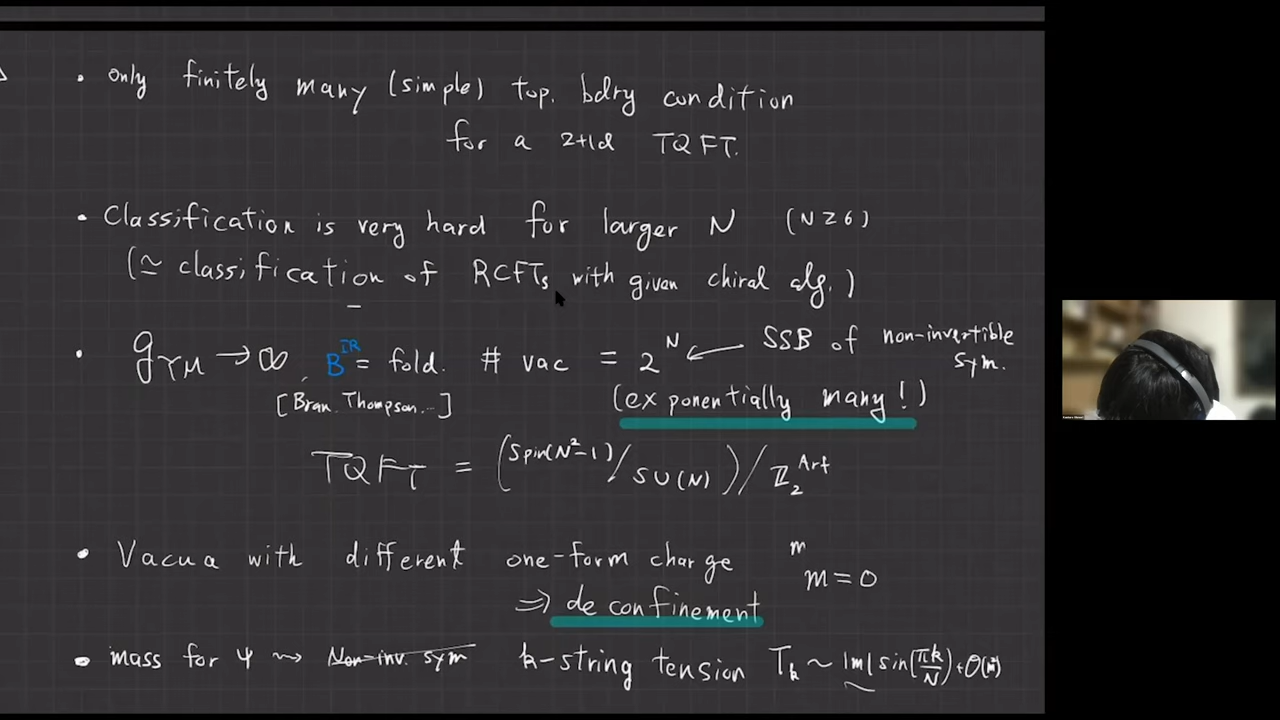 · only finitely many (simple) top. bdry condition
for a 2+1d TQFT.
· Classification is very hard for larger N (N≥6)
(≃ classification of RCFTs with given chiral alg.)
· g_YM → ∞, B^IR = fold. # vac = 2^N ← SSB of non-invertible sym.
[Bran. Thompson...] (exponentially many!)
TQFT = (Spin(N²-1)/SU(N))/Z_2^Arf
· Vacua with different one-form charge m
⇒ deconfinement m=0
· mass for ψ ⇝ Non-inv. sym k-string tension T_k ~ |m| sin(πk/N)+O(